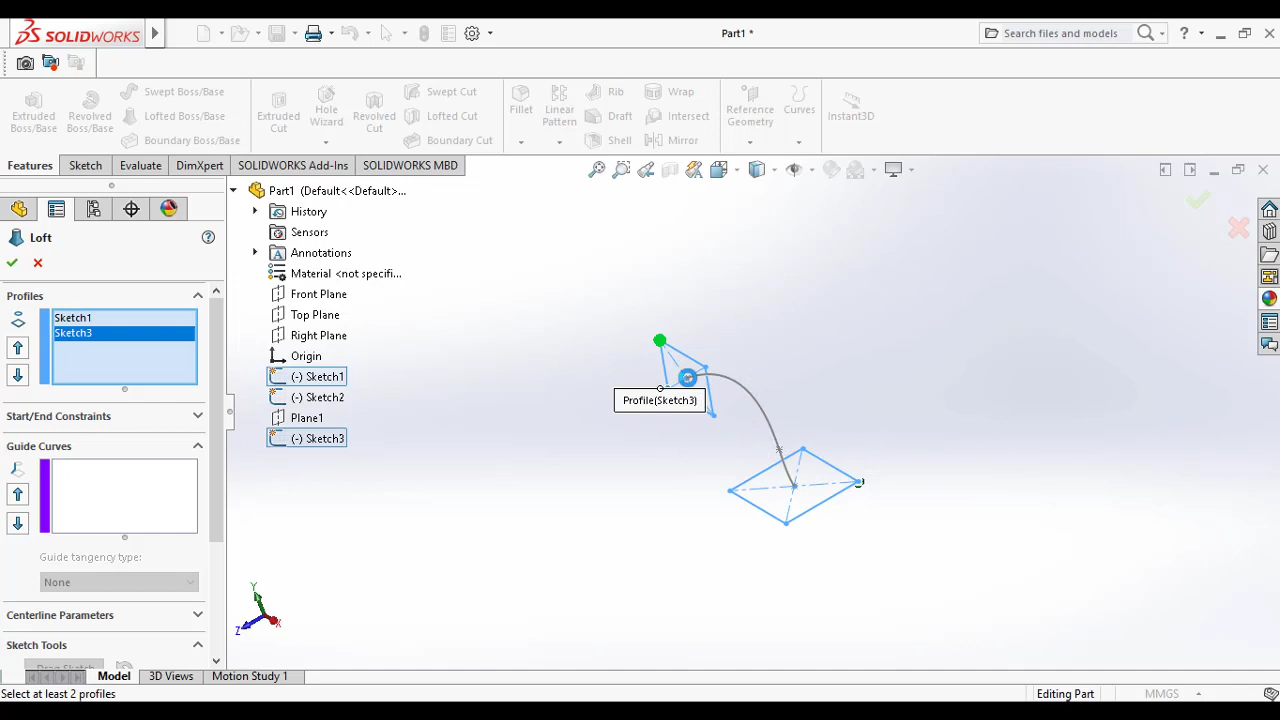 SOLIDWORKS
Part1 *
Search files and models
?
Extruded Boss/Base
Revolved Boss/Base
Swept Boss/Base
Lofted Boss/Base
Boundary Boss/Base
Extruded Cut
Hole Wizard
Revolved Cut
Swept Cut
Lofted Cut
Boundary Cut
Fillet
Linear Pattern
Rib
Draft
Shell
Wrap
Intersect
Mirror
Reference Geometry
Curves
Instant3D
Features Sketch Evaluate DimXpert SOLIDWORKS Add-Ins SOLIDWORKS MBD
Loft
?
Profiles
Sketch1
Sketch3
Start/End Constraints
Guide Curves
Guide tangency type:
None
Centerline Parameters
Sketch Tools
Drag Sketch
Part1 (Default<<Default>...
History
Sensors
A Annotations
Material <not specifi...
Front Plane
Top Plane
Right Plane
Origin
(-) Sketch1
(-) Sketch2
Plane1
(-) Sketch3
Profile(Sketch3)
Y
Z
X
Model 3D Views Motion Study 1
Select at least 2 profiles
Editing Part
MMGS